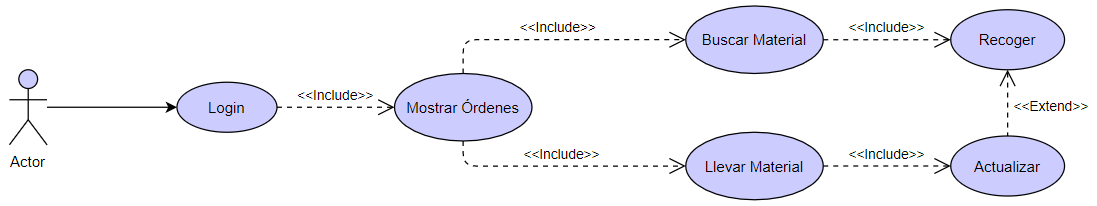 <<Include>>
<<Include>>
Buscar Material
Recoger
<<Include>>
Login
Mostrar Órdenes
<<Extend>>
Actor
<<Include>>
<<Include>>
Llevar Material
Actualizar